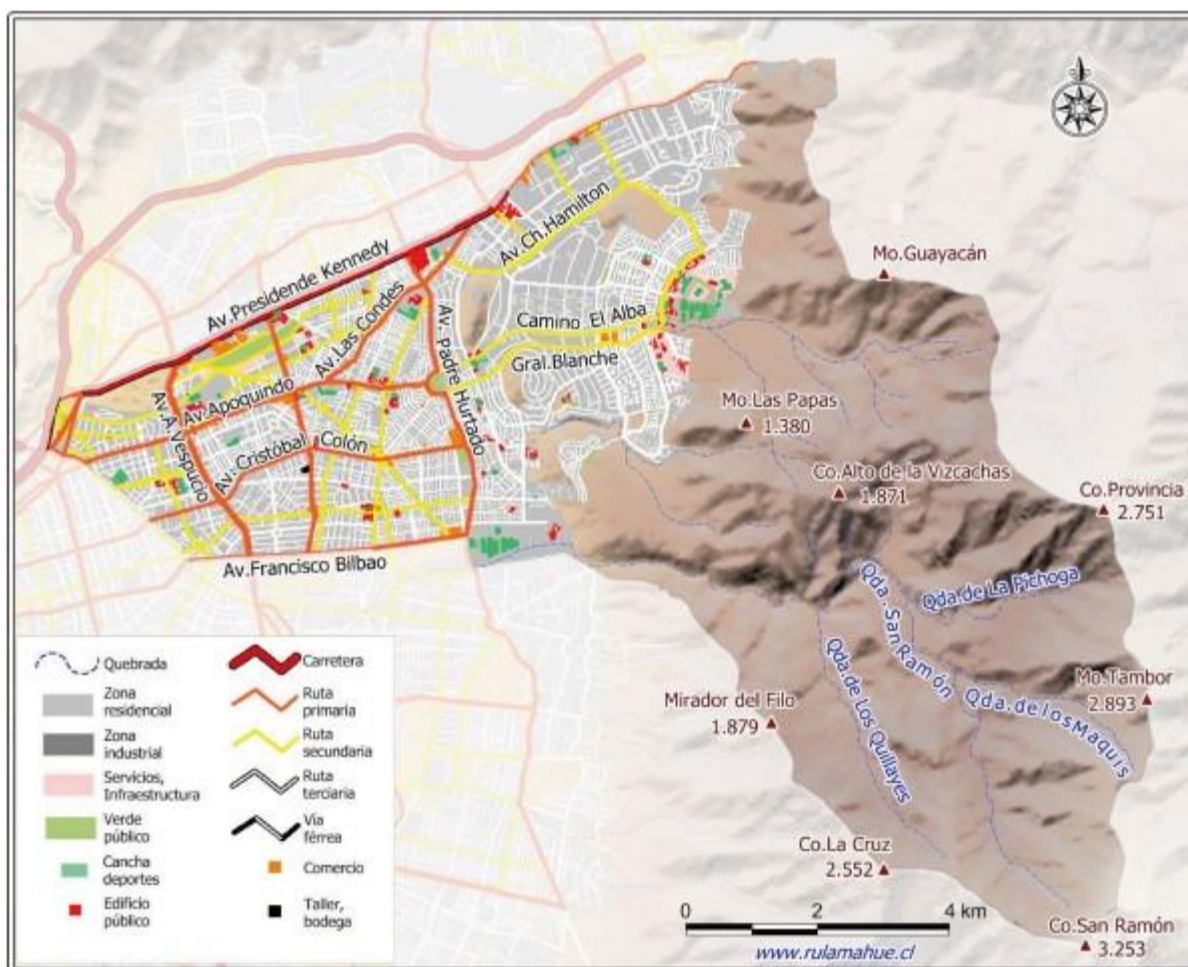 Mo.Guayacán
Av.Presidende Kennedy
Av.Ch.Hamilton
Av.Las Condes
Camino El Alba
Gral.Blanche
Av. Padre Hurtado
Av.Apoquindo
Av.A.Vespucio
Av. Cristóbal Colón
Av.Francisco Bilbao
Mo.Las Papas
1.380
Co.Alto de la Vizcachas
1.871
Co.Provincia
2.751
Qda.de La Pichoga
Qda. SanRamón
Qda.de Los Quillayes
Qda.de los Maquis
Mo.Tambor
2.893
Mirador del Filo
1.879
Co.La Cruz
2.552
Co.San Ramón
3.253
Quebrada
Zona
residencial
Zona
industrial
Servicios,
Infraestructura
Verde
público
Cancha
deportes
Edificio
público
Carretera
Ruta
primaria
Ruta
secundaria
Ruta
terciaria
Vía
férrea
Comercio
Taller,
bodega
0 2 4 km
www.rulamahue.cl